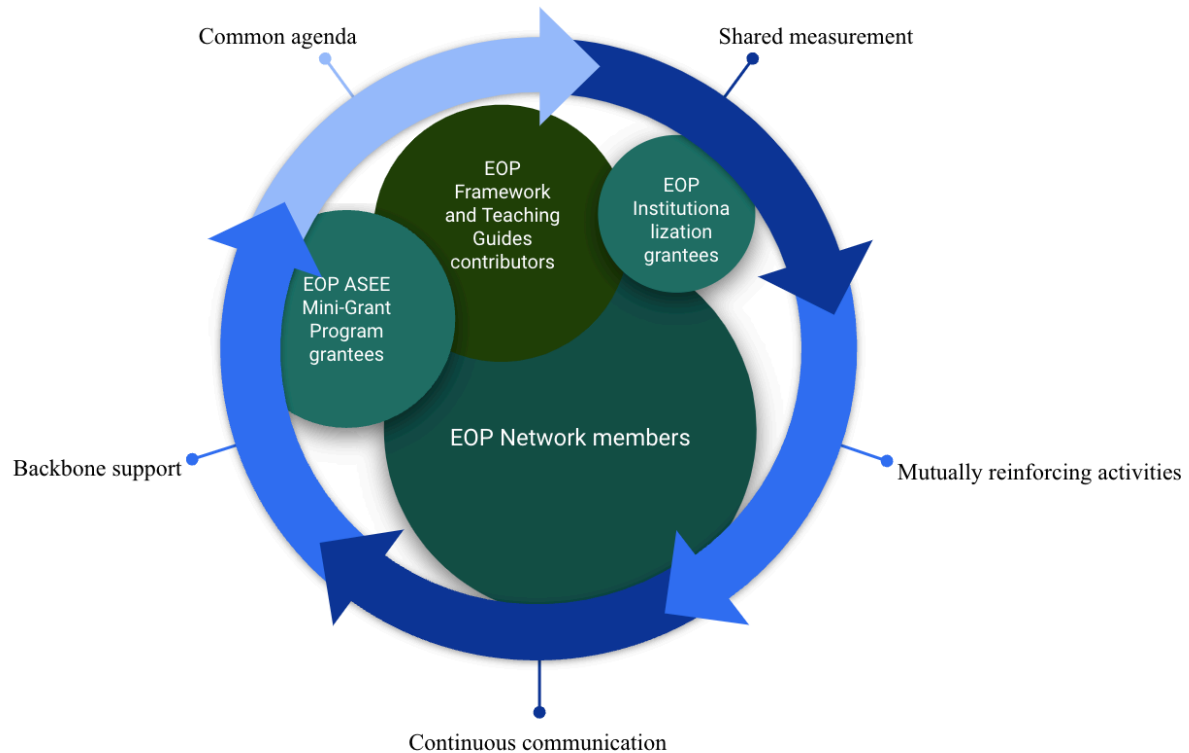 Common agenda
Shared measurement
EOP
Framework
and Teaching
Guides
contributors
EOP
Institutiona
lization
grantees
EOP ASEE
Mini-Grant
Program
grantees
EOP Network members
Backbone support
Mutually reinforcing activities
Continuous communication